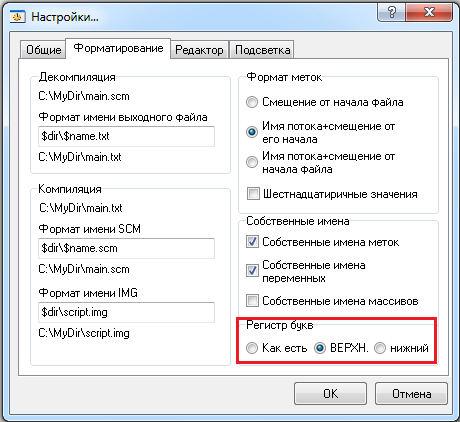 Настройки...
Общие Форматирование Редактор Подсветка
Декомпиляция
C:\MyDir\main.scm
Формат имени выходного файла
$dir\$name.txt
C:\MyDir\main.txt
Компиляция
C:\MyDir\main.txt
Формат имени SCM
$dir\$name.scm
C:\MyDir\main.scm
Формат имени IMG
$dir\script.img
C:\MyDir\script.img
Формат меток
Смещение от начала файла
Имя потока+смещение от
его начала
Имя потока+смещение от
начала файла
Шестнадцатиричные значения
Собственные имена
Собственные имена меток
Собственные имена
переменных
Собственные имена массивов
Регистр букв
Как есть ВЕРХН. нижний
OK Отмена